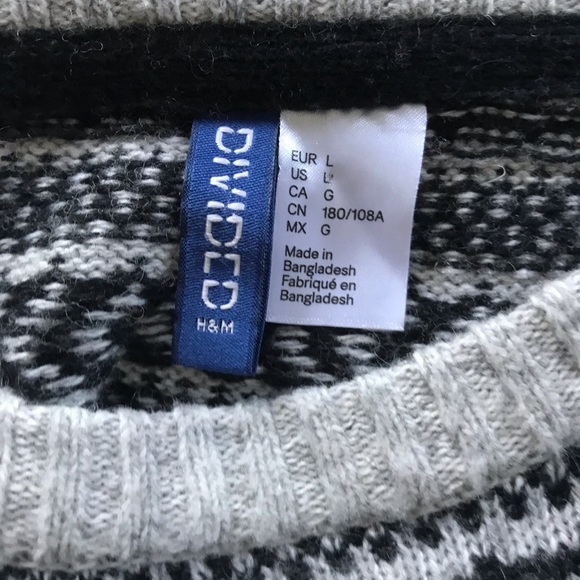 DIVIDED
H&M
EUR L
US L
CA G
CN 180/108A
MX G
Made in
Bangladesh
Fabriqué en
Bangladesh